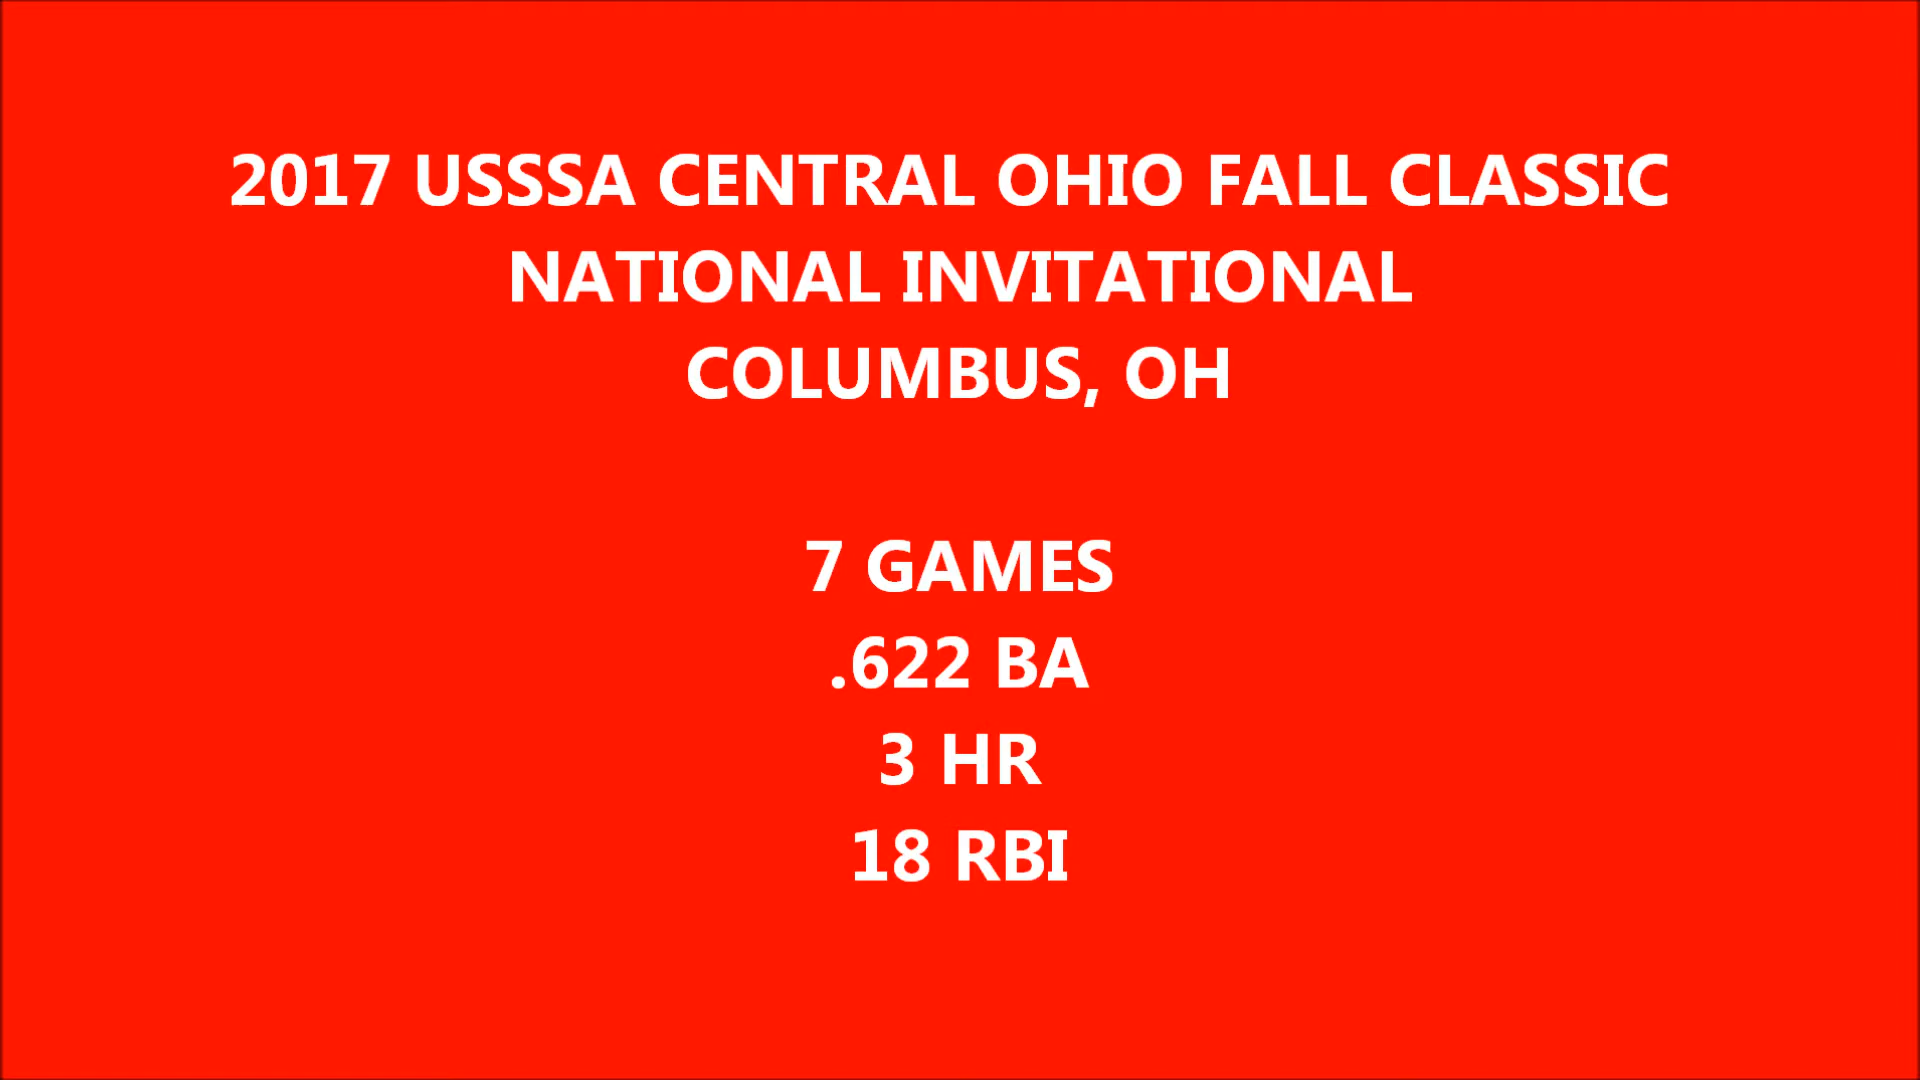 2017 USSSA CENTRAL OHIO FALL CLASSIC
NATIONAL INVITATIONAL
COLUMBUS, OH
7 GAMES
.622 BA
3 HR
18 RBI